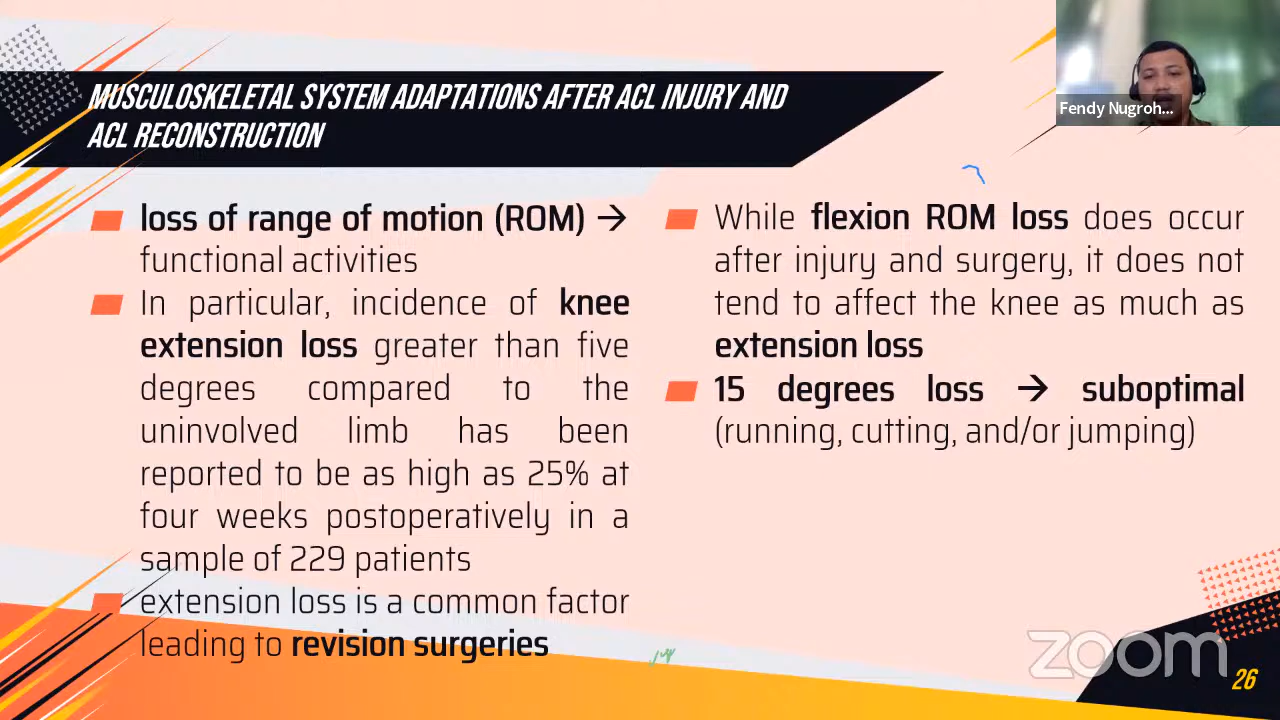 Fendy Nugroh...
MUSCULOSKELETAL SYSTEM ADAPTATIONS AFTER ACL INJURY AND
ACL RECONSTRUCTION
loss of range of motion (ROM) →
functional activities
In particular, incidence of knee
extension loss greater than five
degrees compared to the
uninvolved limb has been
reported to be as high as 25% at
four weeks postoperatively in a
sample of 229 patients
extension loss is a common factor
leading to revision surgeries
While flexion ROM loss does occur
after injury and surgery, it does not
tend to affect the knee as much as
extension loss
15 degrees loss → suboptimal
(running, cutting, and/or jumping)
zoom
26